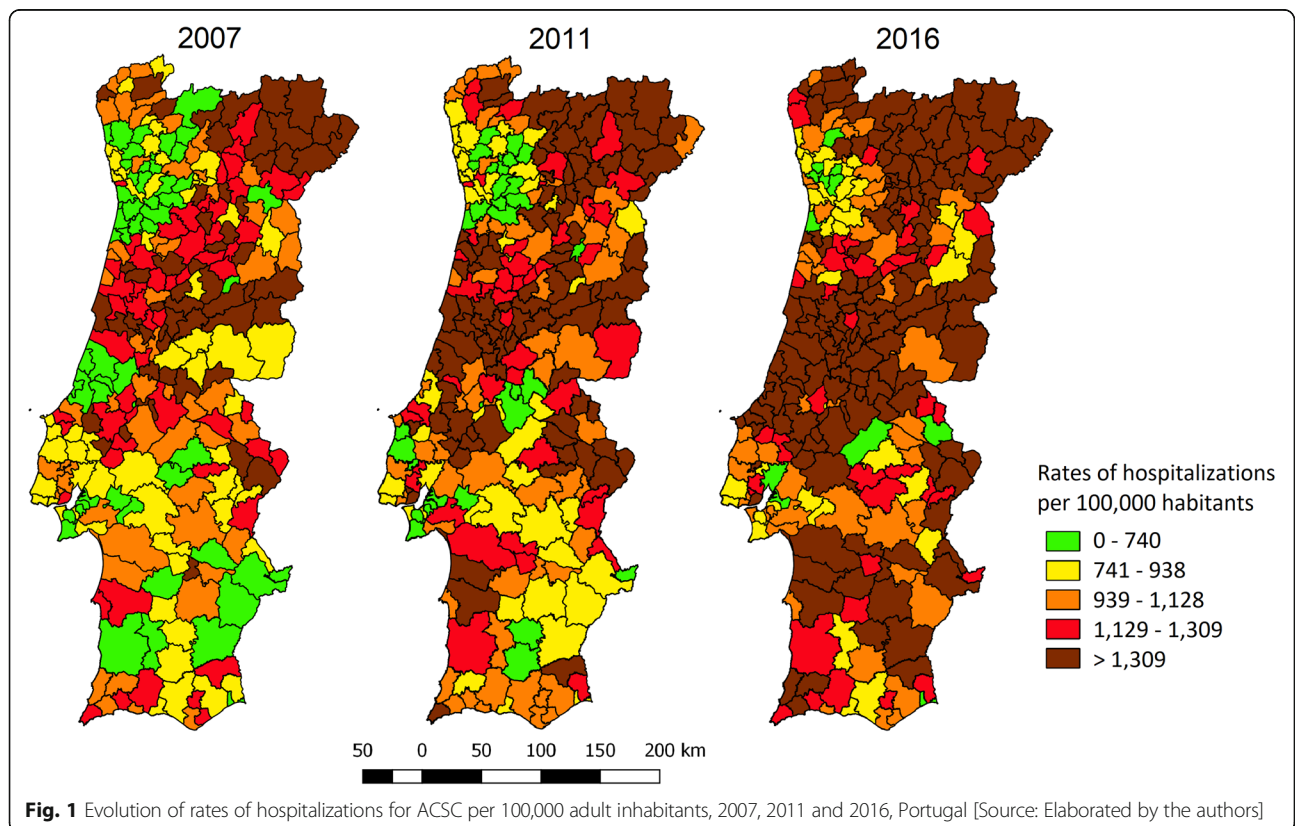 2007 2011 2016
Rates of hospitalizations
per 100,000 habitants
0 - 740
741 - 938
939 - 1,128
1,129 - 1,309
> 1,309
50 0 50 100 150 200 km
Fig. 1 Evolution of rates of hospitalizations for ACSC per 100,000 adult inhabitants, 2007, 2011 and 2016, Portugal [Source: Elaborated by the authors]